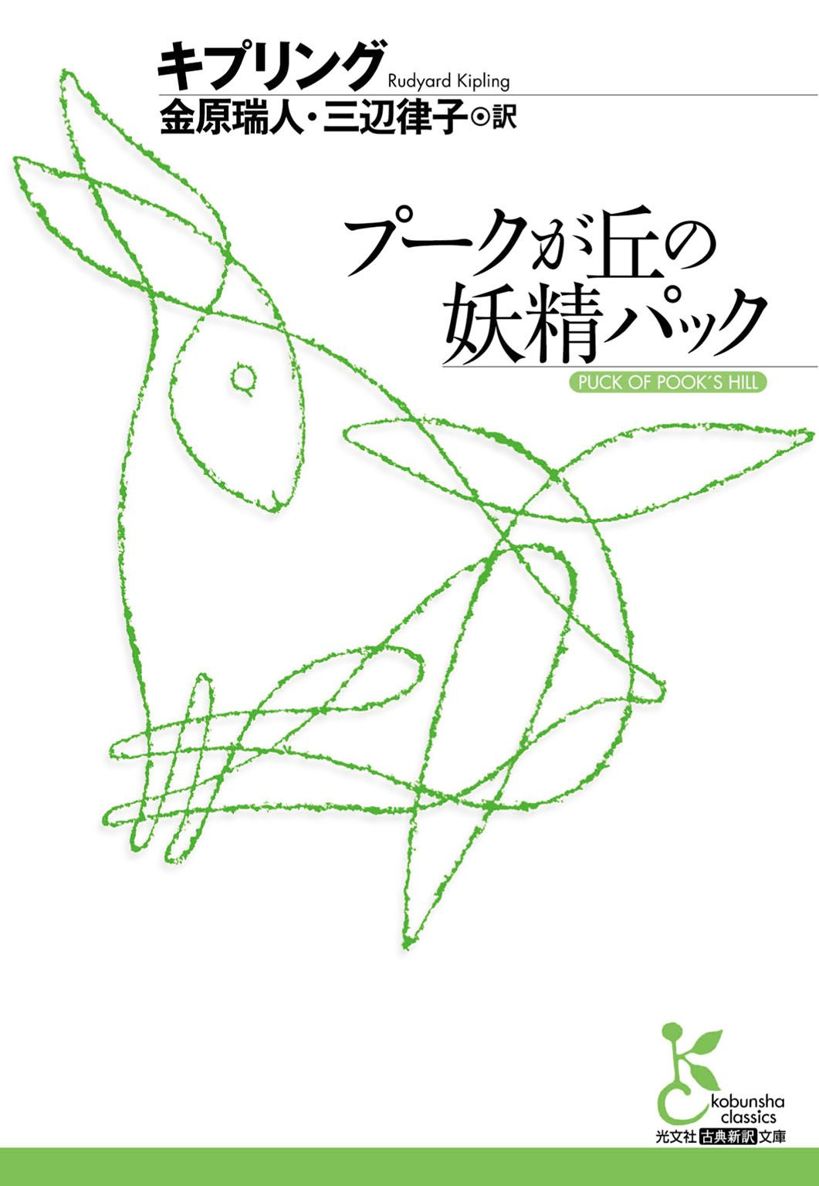 キプリング Rudyard Kipling
金原瑞人・三辺律子◉訳
プークが丘の
妖精パック
PUCK OF POOK´S HILL
kobunsha
classics
光文社古典新訳文庫